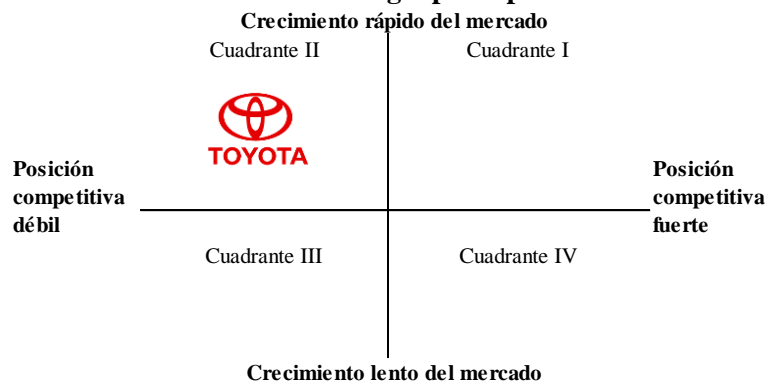 Crecimiento rápido del mercado
Cuadrante II
Cuadrante I
TOYOTA
Posición
competitiva
débil
Posición
competitiva
fuerte
Cuadrante III
Cuadrante IV
Crecimiento lento del mercado